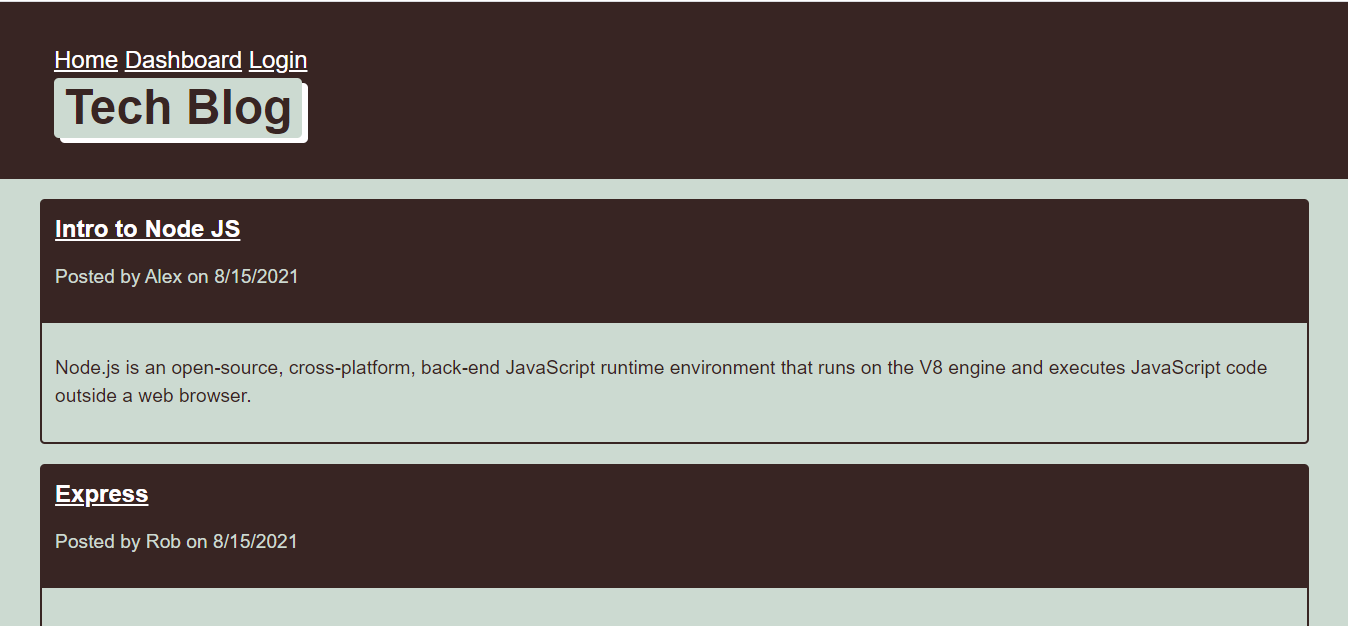 Home Dashboard Login
Tech Blog
Intro to Node JS
Posted by Alex on 8/15/2021
Node.js is an open-source, cross-platform, back-end JavaScript runtime environment that runs on the V8 engine and executes JavaScript code
outside a web browser.
Express
Posted by Rob on 8/15/2021